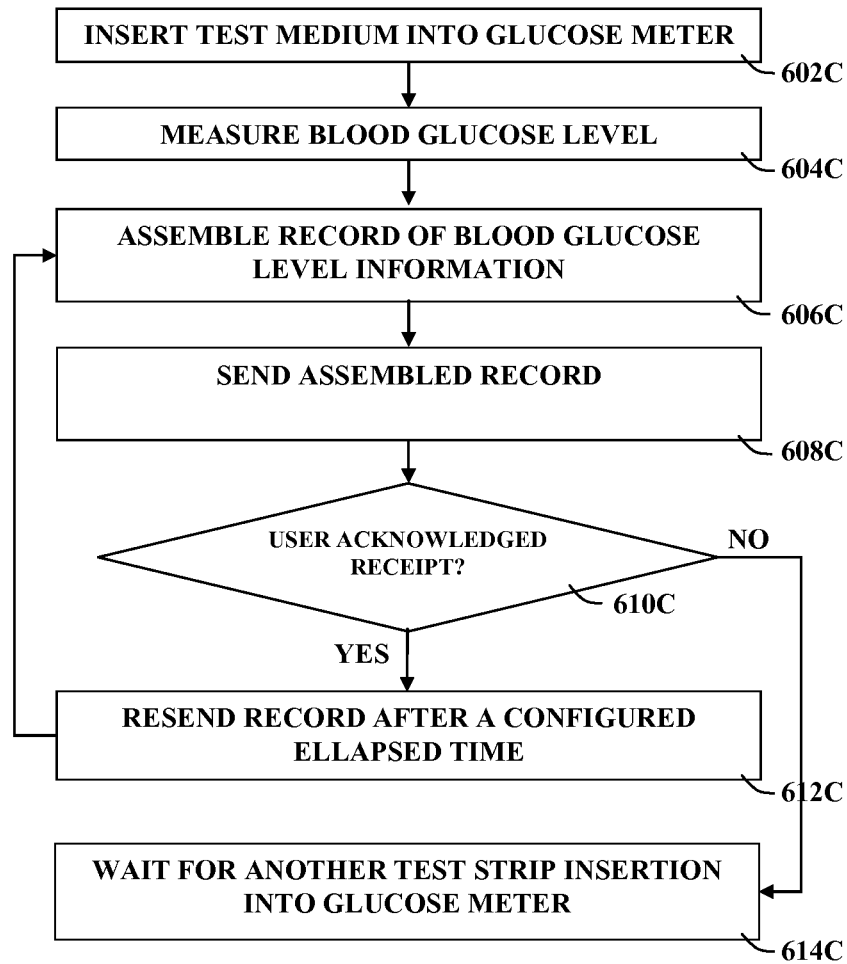 INSERT TEST MEDIUM INTO GLUCOSE METER
602C
MEASURE BLOOD GLUCOSE LEVEL
604C
ASSEMBLE RECORD OF BLOOD GLUCOSE
LEVEL INFORMATION
606C
SEND ASSEMBLED RECORD
608C
USER ACKNOWLEDGED
RECEIPT?
NO
610C
YES
RESEND RECORD AFTER A CONFIGURED
ELLAPSED TIME
612C
WAIT FOR ANOTHER TEST STRIP INSERTION
INTO GLUCOSE METER
614C